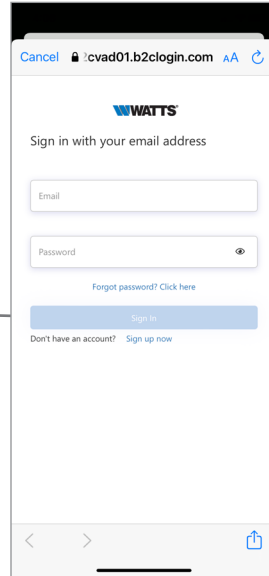 Cancel cvad01.b2clogin.com AA
WATTS
Sign in with your email address
Email
Password
Forgot password? Click here
Sign In
Don't have an account? Sign up now